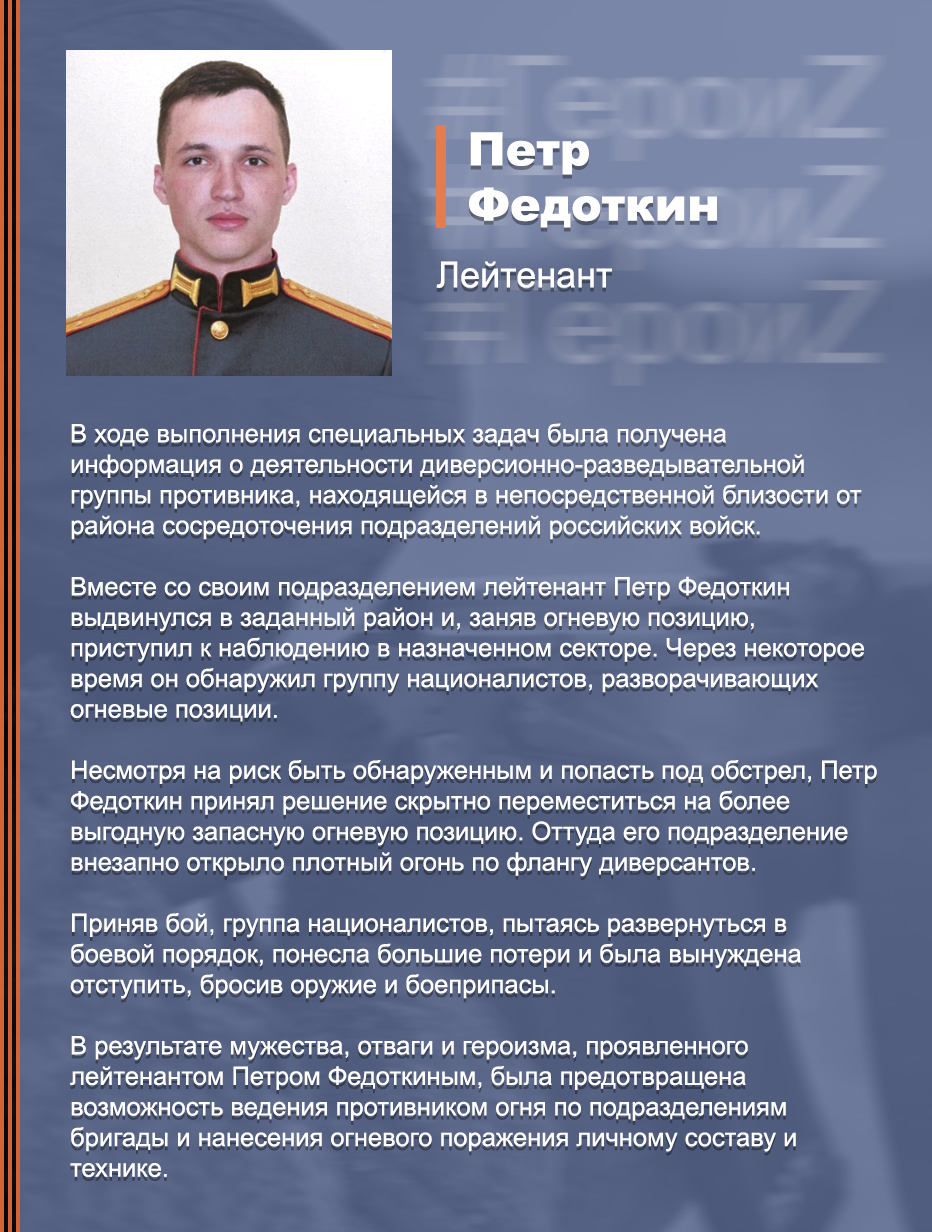 #ГероиZ
Петр
Федоткин
#ГероиZ
Лейтенант
#ГероиZ
В ходе выполнения специальных задач была получена
информация о деятельности диверсионно-разведывательной
группы противника, находящейся в непосредственной близости от
района сосредоточения подразделений российских войск.
Вместе со своим подразделением лейтенант Петр Федоткин
выдвинулся в заданный район и, заняв огневую позицию,
приступил к наблюдению в назначенном секторе. Через некоторое
время он обнаружил группу националистов, разворачивающих
огневые позиции.
Несмотря на риск быть обнаруженным и попасть под обстрел, Петр
Федоткин принял решение скрытно переместиться на более
выгодную запасную огневую позицию. Оттуда его подразделение
внезапно открыло плотный огонь по флангу диверсантов.
Приняв бой, группа националистов, пытаясь развернуться в
боевой порядок, понесла большие потери и была вынуждена
отступить, бросив оружие и боеприпасы.
В результате мужества, отваги и героизма, проявленного
лейтенантом Петром Федоткиным, была предотвращена
возможность ведения противником огня по подразделениям
бригады и нанесения огневого поражения личному составу и
технике.